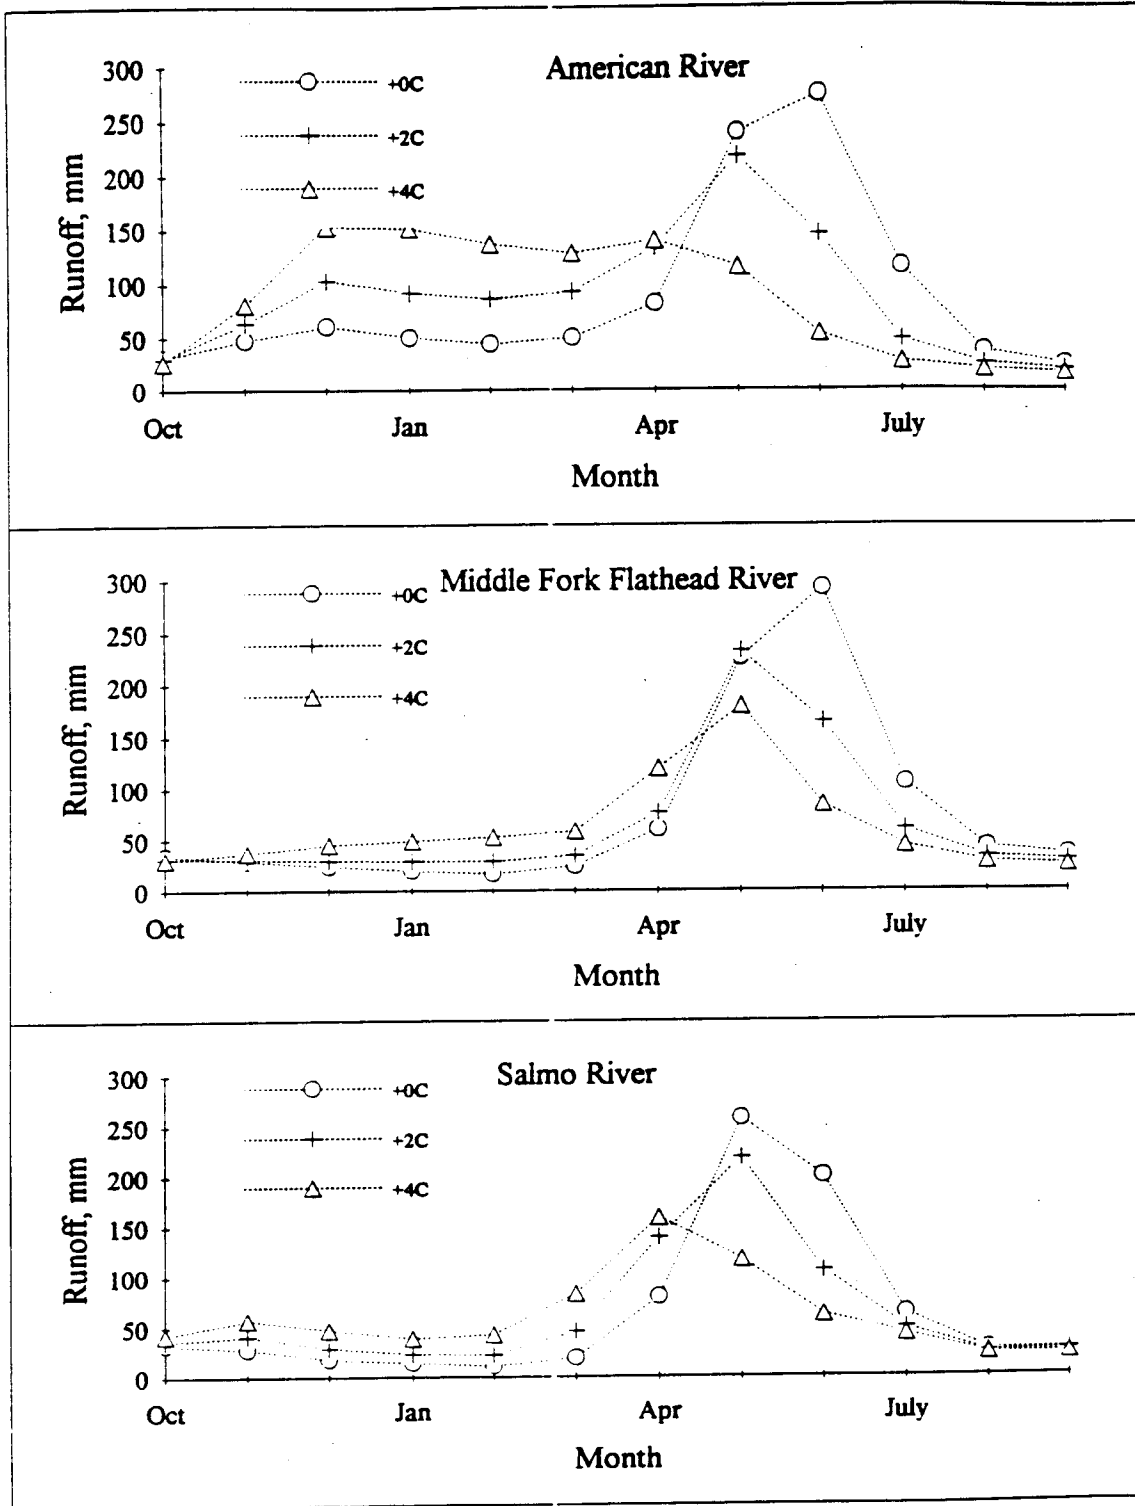 American River
300
250
200
150
100
50
0
Runoff, mm
+0C
+2C
+4C
Oct Jan Apr July
Month
Middle Fork Flathead River
300
250
200
150
100
50
0
Runoff, mm
+0C
+2C
+4C
Oct Jan Apr July
Month
Salmo River
300
250
200
150
100
50
0
Runoff, mm
+0C
+2C
+4C
Oct Jan Apr July
Month